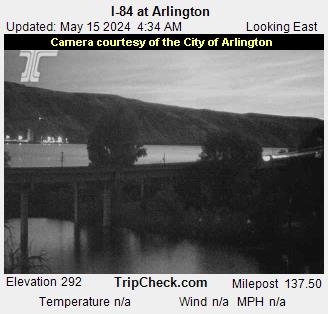 I-84 at Arlington
Updated: May 15 2024 4:34 AM Looking East
Camera courtesy of the City of Arlington
Elevation 292 TripCheck.com Milepost 137.50
Temperature n/a Wind n/a MPH n/a